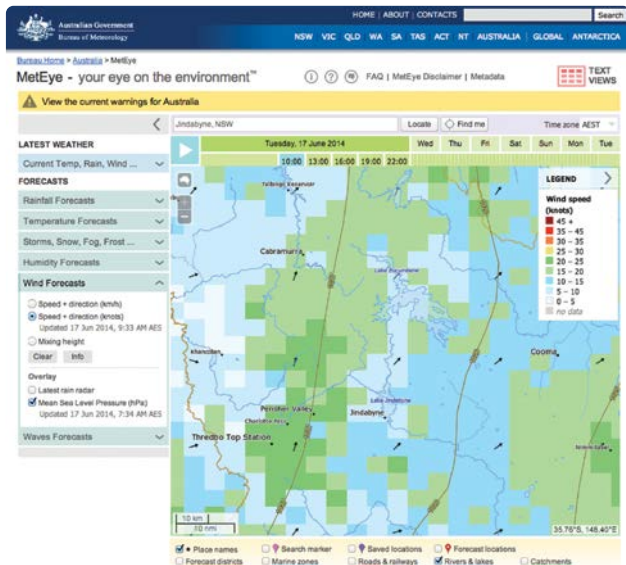 HOME | ABOUT | CONTACTS
Search
Australian Government
Bureau of Meteorology
NSW VIC QLD WA SA TAS ACT NT AUSTRALIA GLOBAL ANTARCTICA
Bureau Home > Australia > MetEye
MetEye - your eye on the environment™
FAQ | MetEye Disclaimer | Metadata
TEXT
VIEWS
View the current warnings for Australia
Jindabyne, NSW
Locate
Find me
Time zone AEST
LATEST WEATHER
Current Temp, Rain, Wind ...
FORECASTS
Rainfall Forecasts
Temperature Forecasts
Storms, Snow, Fog, Frost ...
Humidity Forecasts
Wind Forecasts
Speed + direction (km/h)
Speed + direction (knots)
Updated 17 Jun 2014, 9:33 AM AES
Mixing height
Clear Info
Overlay
Latest rain radar
Mean Sea Level Pressure (hPa)
Updated 17 Jun 2014, 7:34 AM AES
Waves Forecasts
Tuesday, 17 June 2014
Wed Thu Fri Sat Sun Mon Tue
10:00 13:00 16:00 19:00 22:00
LEGEND
Wind speed
(knots)
45 +
35 - 45
30 - 35
25 - 30
20 - 25
15 - 20
10 - 15
5 - 10
0 - 5
no data
Talbingo Reservoir
Cabramurra
Lake Eucumbene
Khancoban
Cooma
Lake Jindabyne
Perisher Valley
Jindabyne
Charlotte Pass
Thredbo Top Station
Nimmitabel
10 km
10 nmi
35.76°S, 148.40°E
Place names
Search marker
Saved locations
Forecast locations
Forecast districts
Marine zones
Roads & railways
Rivers & lakes
Catchments